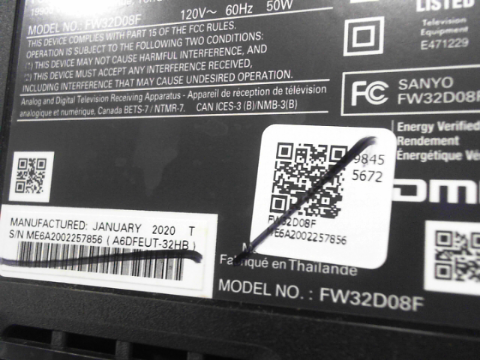 MODEL NO.: FW32D08F 120V~ 60Hz 50W
THIS DEVICE COMPLIES WITH PART 15 OF THE FCC RULES.
OPERATION IS SUBJECT TO THE FOLLOWING TWO CONDITIONS:
(*) THIS DEVICE MAY NOT CAUSE HARMFUL INTERFERENCE, AND
(*) THIS DEVICE MUST ACCEPT ANY INTERFERENCE RECEIVED,
INCLUDING INTERFERENCE THAT MAY CAUSE UNDESIRED OPERATION.
Analog and Digital Television Receiving Apparatus - Appareil de réception de télévision
analogique et numérique, Canada BETS-7 / NTMR-7. CAN ICES-3 (B)/NMB-3(B)
LISTED
Television
Equipment
E471229
FC SANYO
FW32D08F
Energy Verified
Rendement
Énergétique Vérifié
9845
5672
FW32D08F
ME6A2002257856
MANUFACTURED: JANUARY 2020 T
S/N ME6A2002257856 ( A6DFEUT-32HB )
Fabriqué en Thaïlande
MODEL NO. : FW32D08F